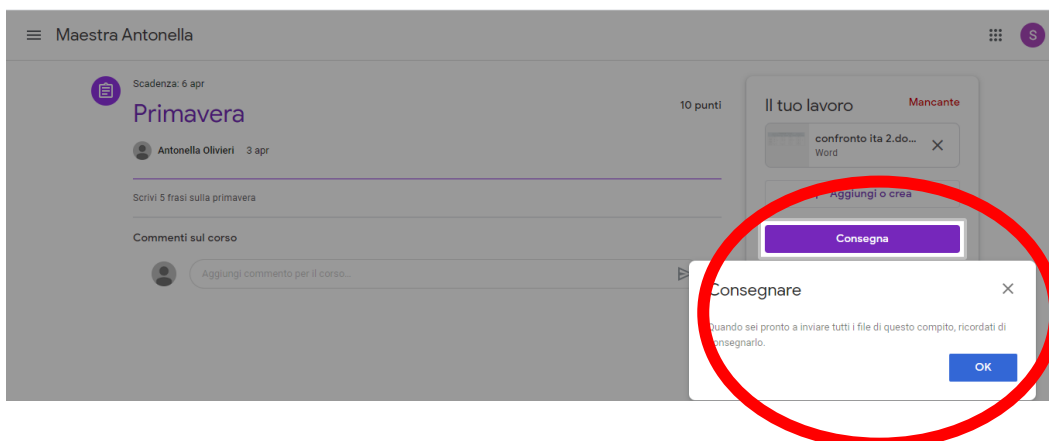 Maestra Antonella
S
Scadenza: 6 apr
Primavera
10 punti
Antonella Olivieri 3 apr
Scrivi 5 frasi sulla primavera
Commenti sul corso
Aggiungi commento per il corso...
Il tuo lavoro
Mancante
confronto ita 2.do...
Word
Aggiungi o crea
Consegna
Consegnare
Quando sei pronto a inviare tutti i file di questo compito, ricordati di
consegnarlo.
OK